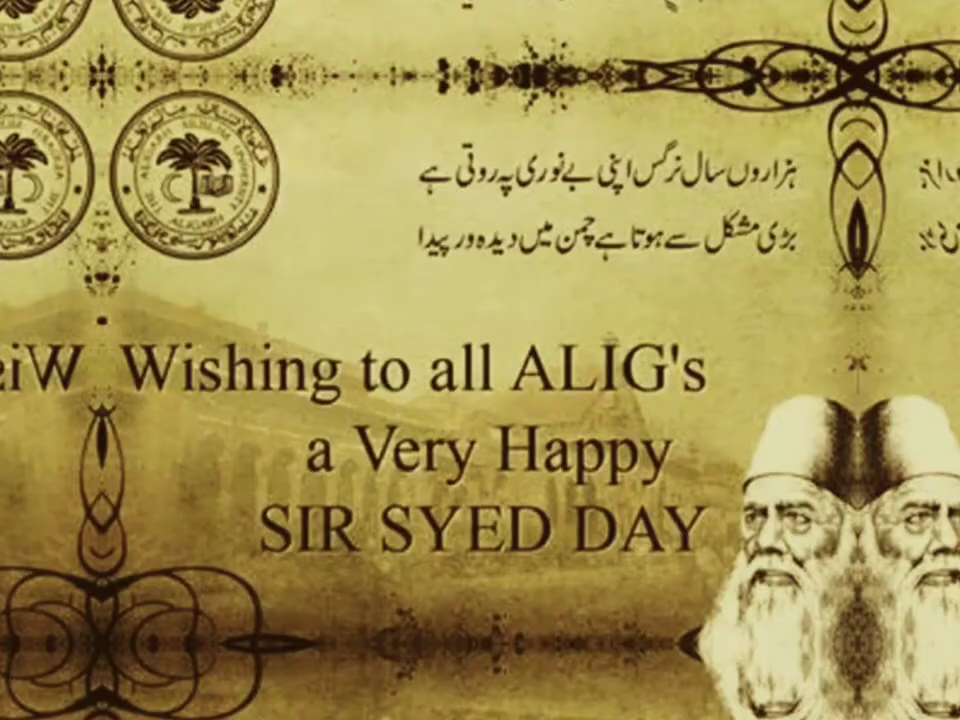 ہزاروں سال نرگس اپنی بے نوری پہ روتی ہے
بڑی مشکل سے ہوتا ہے چمن میں دیدہ ور پیدا
Wishing to all ALIG's
a Very Happy
SIR SYED DAY